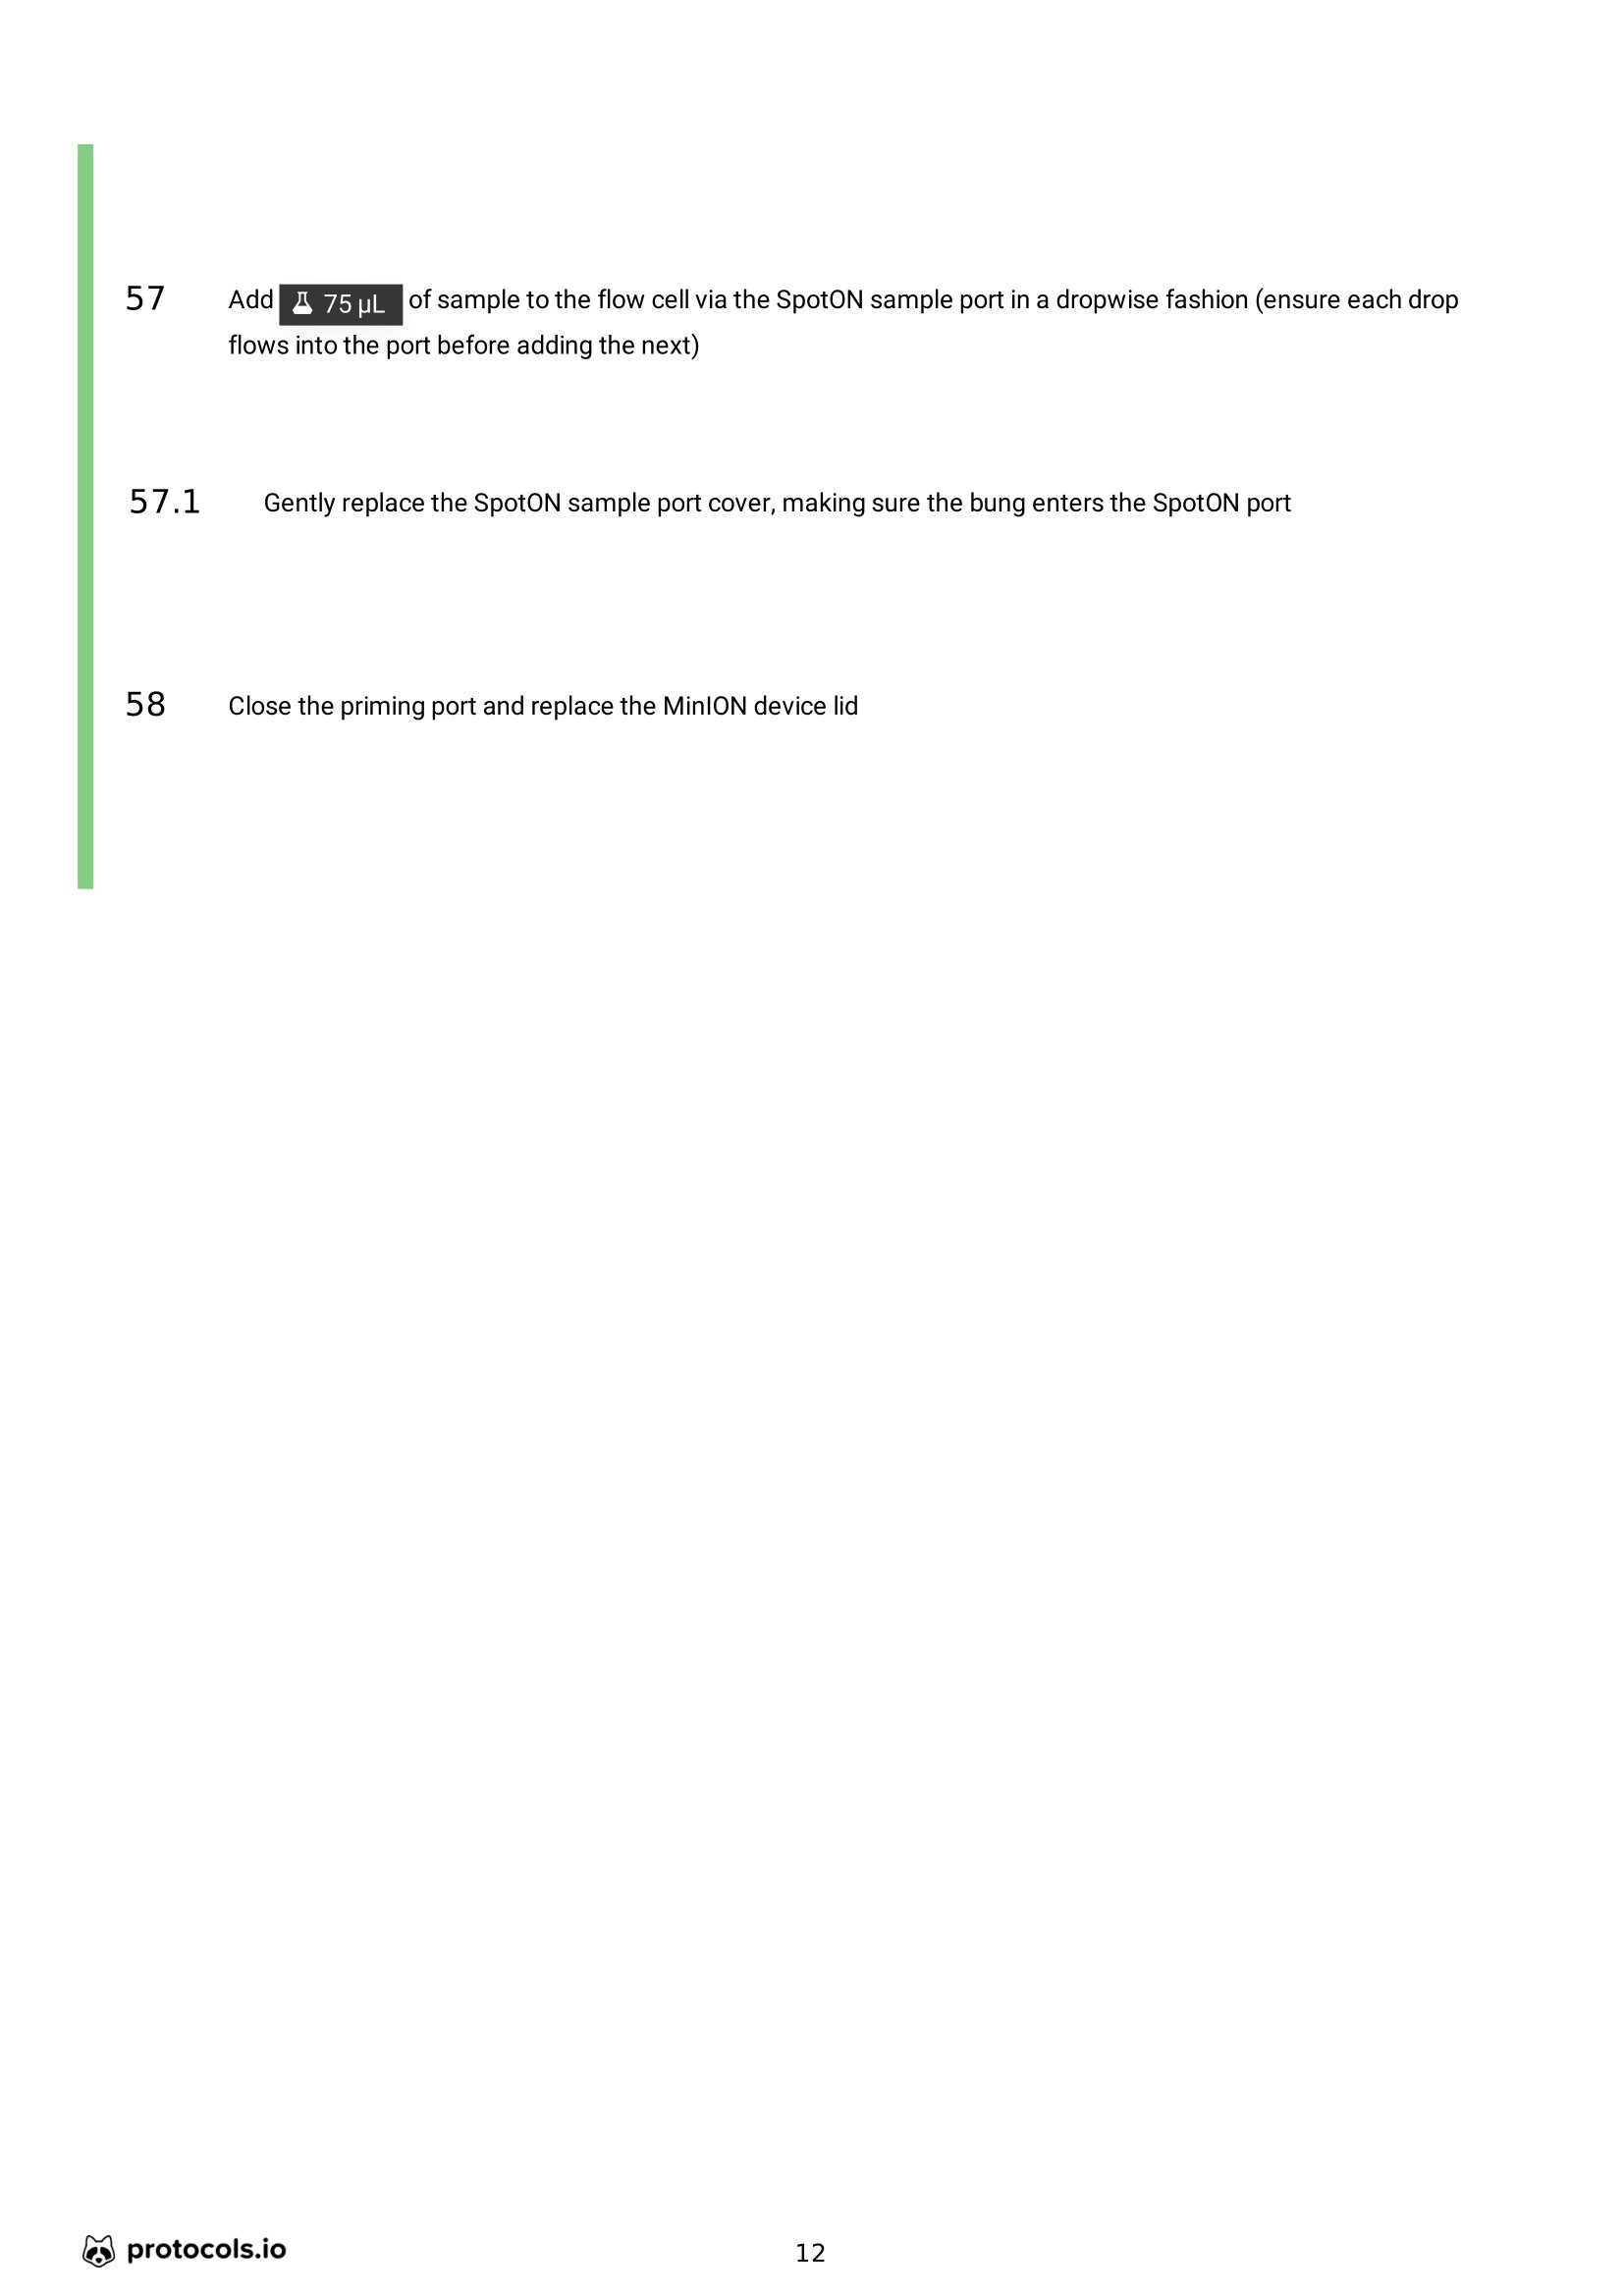 57 Add 75 µL of sample to the flow cell via the SpotON sample port in a dropwise fashion (ensure each drop
flows into the port before adding the next)
57.1 Gently replace the SpotON sample port cover, making sure the bung enters the SpotON port
58 Close the priming port and replace the MinION device lid
protocols.io 12